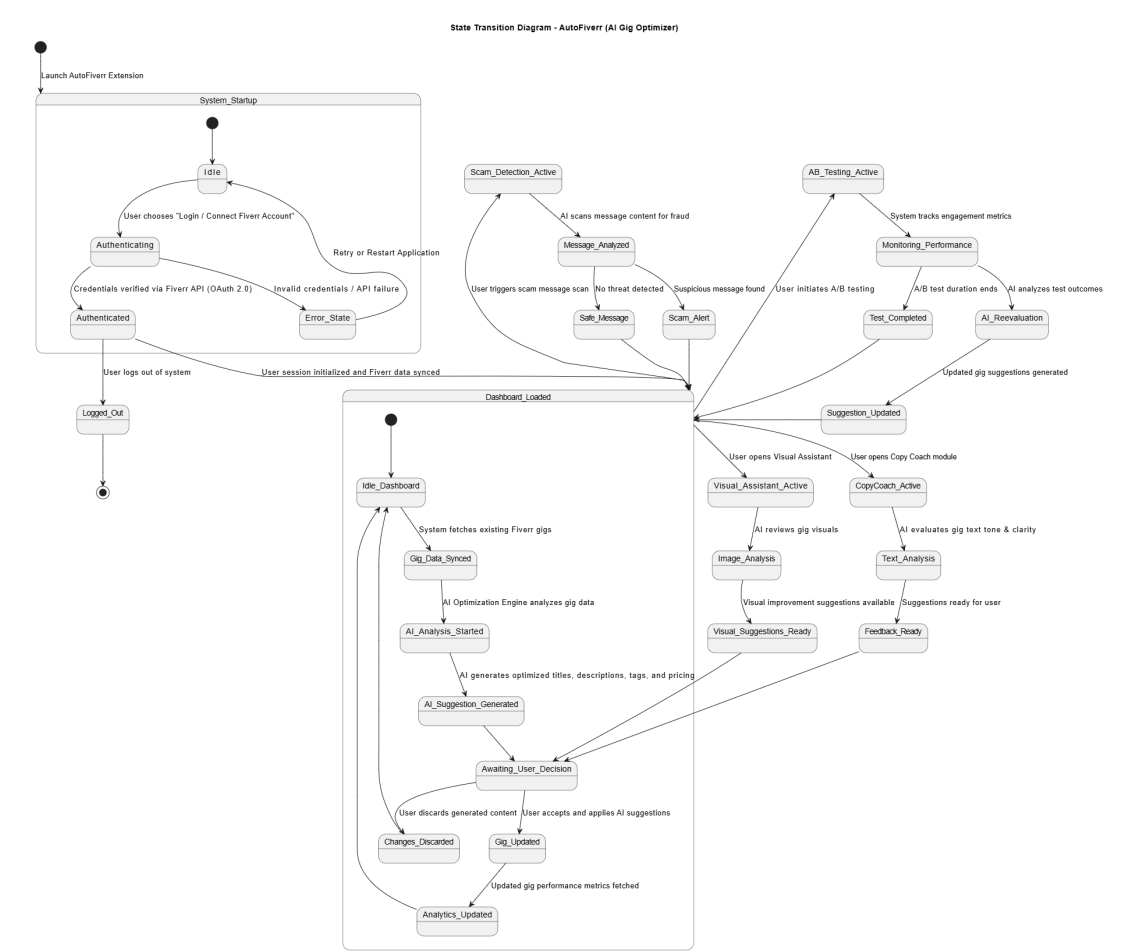 State Transition Diagram - AutoFiverr (AI Gig Optimizer)
Launch AutoFiverr Extension
System_Startup
Idle
User chooses "Login / Connect Fiverr Account"
Authenticating
Retry or Restart Application
Credentials verified via Fiverr API (OAuth 2.0)
Invalid credentials / API failure
Authenticated
Error_State
User logs out of system
User session initialized and Fiverr data synced
Logged_Out
Scam_Detection_Active
AI scans message content for fraud
Message_Analyzed
User triggers scam message scan
No threat detected
Suspicious message found
Safe_Message
Scam_Alert
AB_Testing_Active
System tracks engagement metrics
Monitoring_Performance
User initiates A/B testing
A/B test duration ends
AI analyzes test outcomes
Test_Completed
AI_Reevaluation
Updated gig suggestions generated
Suggestion_Updated
Dashboard_Loaded
Idle_Dashboard
System fetches existing Fiverr gigs
Gig_Data_Synced
AI Optimization Engine analyzes gig data
AI_Analysis_Started
AI generates optimized titles, descriptions, tags, and pricing
AI_Suggestion_Generated
Awaiting_User_Decision
User discards generated content
User accepts and applies AI suggestions
Changes_Discarded
Gig_Updated
Updated gig performance metrics fetched
Analytics_Updated
User opens Visual Assistant
User opens Copy Coach module
Visual_Assistant_Active
CopyCoach_Active
AI reviews gig visuals
AI evaluates gig text tone & clarity
Image_Analysis
Text_Analysis
Visual improvement suggestions available
Suggestions ready for user
Visual_Suggestions_Ready
Feedback_Ready